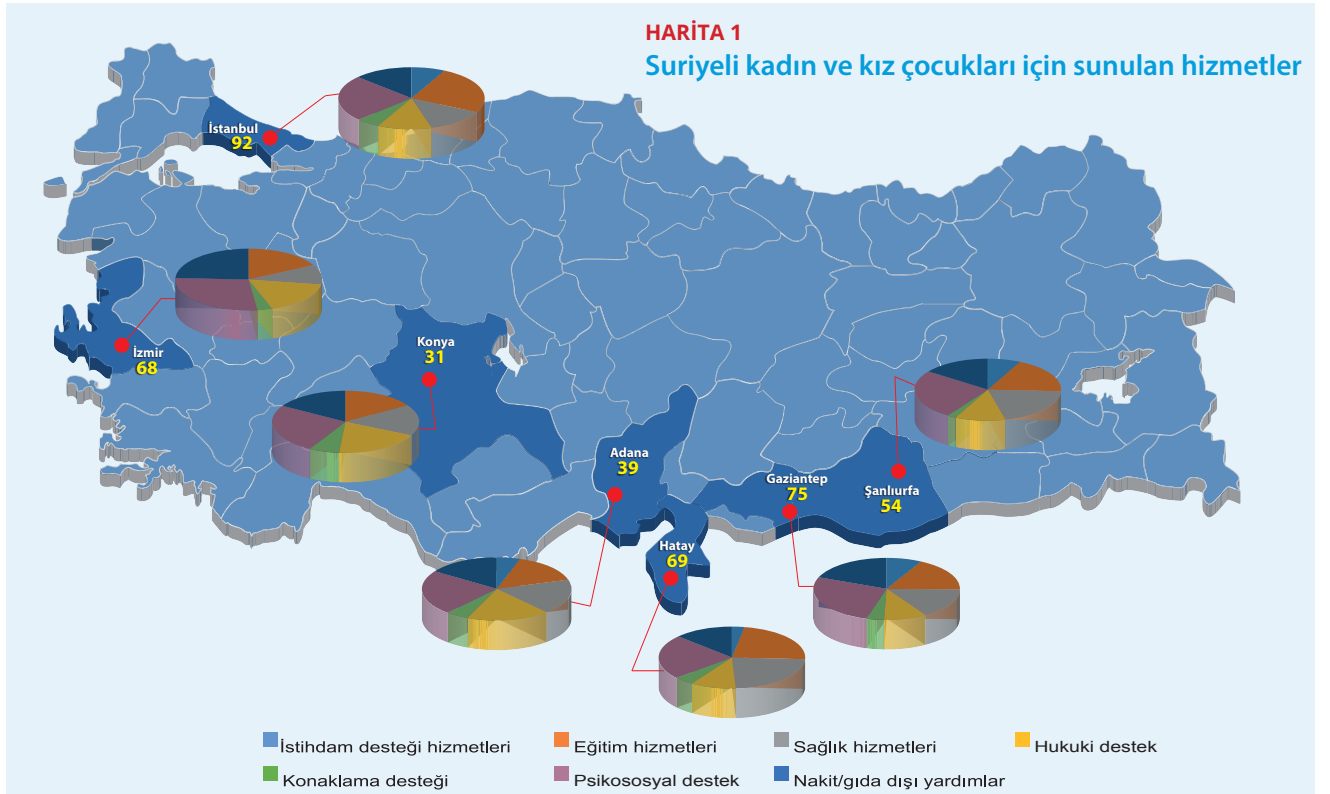 HARİTA 1
Suriyeli kadın ve kız çocukları için sunulan hizmetler
İstanbul
92
İzmir
68
Konya
31
Adana
39
Gaziantep
75
Şanlıurfa
54
Hatay
69
İstihdam desteği hizmetleri
Eğitim hizmetleri
Sağlık hizmetleri
Hukuki destek
Konaklama desteği
Psikososyal destek
Nakit/gıda dışı yardımlar